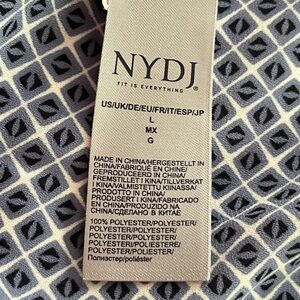 NYDJ®
FIT IS EVERYTHING
US/UK/DE/EU/FR/IT/ESP/JP
L
MX
G
MADE IN CHINA/HERGESTELLT IN
CHINA/FABRIQUÉ EN CHINE/
GEPRODUCEERD IN CHINA/
FREMSTILLET I KINA/TILLVERKAT
I KINA/VALMISTETTU KIINASSA/
PRODOTTO IN CHINA/
PRODUSERT I KINA/FABRICADO EN
CHINA/PRODUZIDO NA
CHINA/СДЕЛАНО В КИТАЕ
100% POLYESTER/POLYESTER/
POLYESTER/POLYESTER/
POLYESTER/POLYESTER/
POLYESTER/POLIESTERE/
POLYESTER/POLIÉSTER/
Полиэстер/poliéster